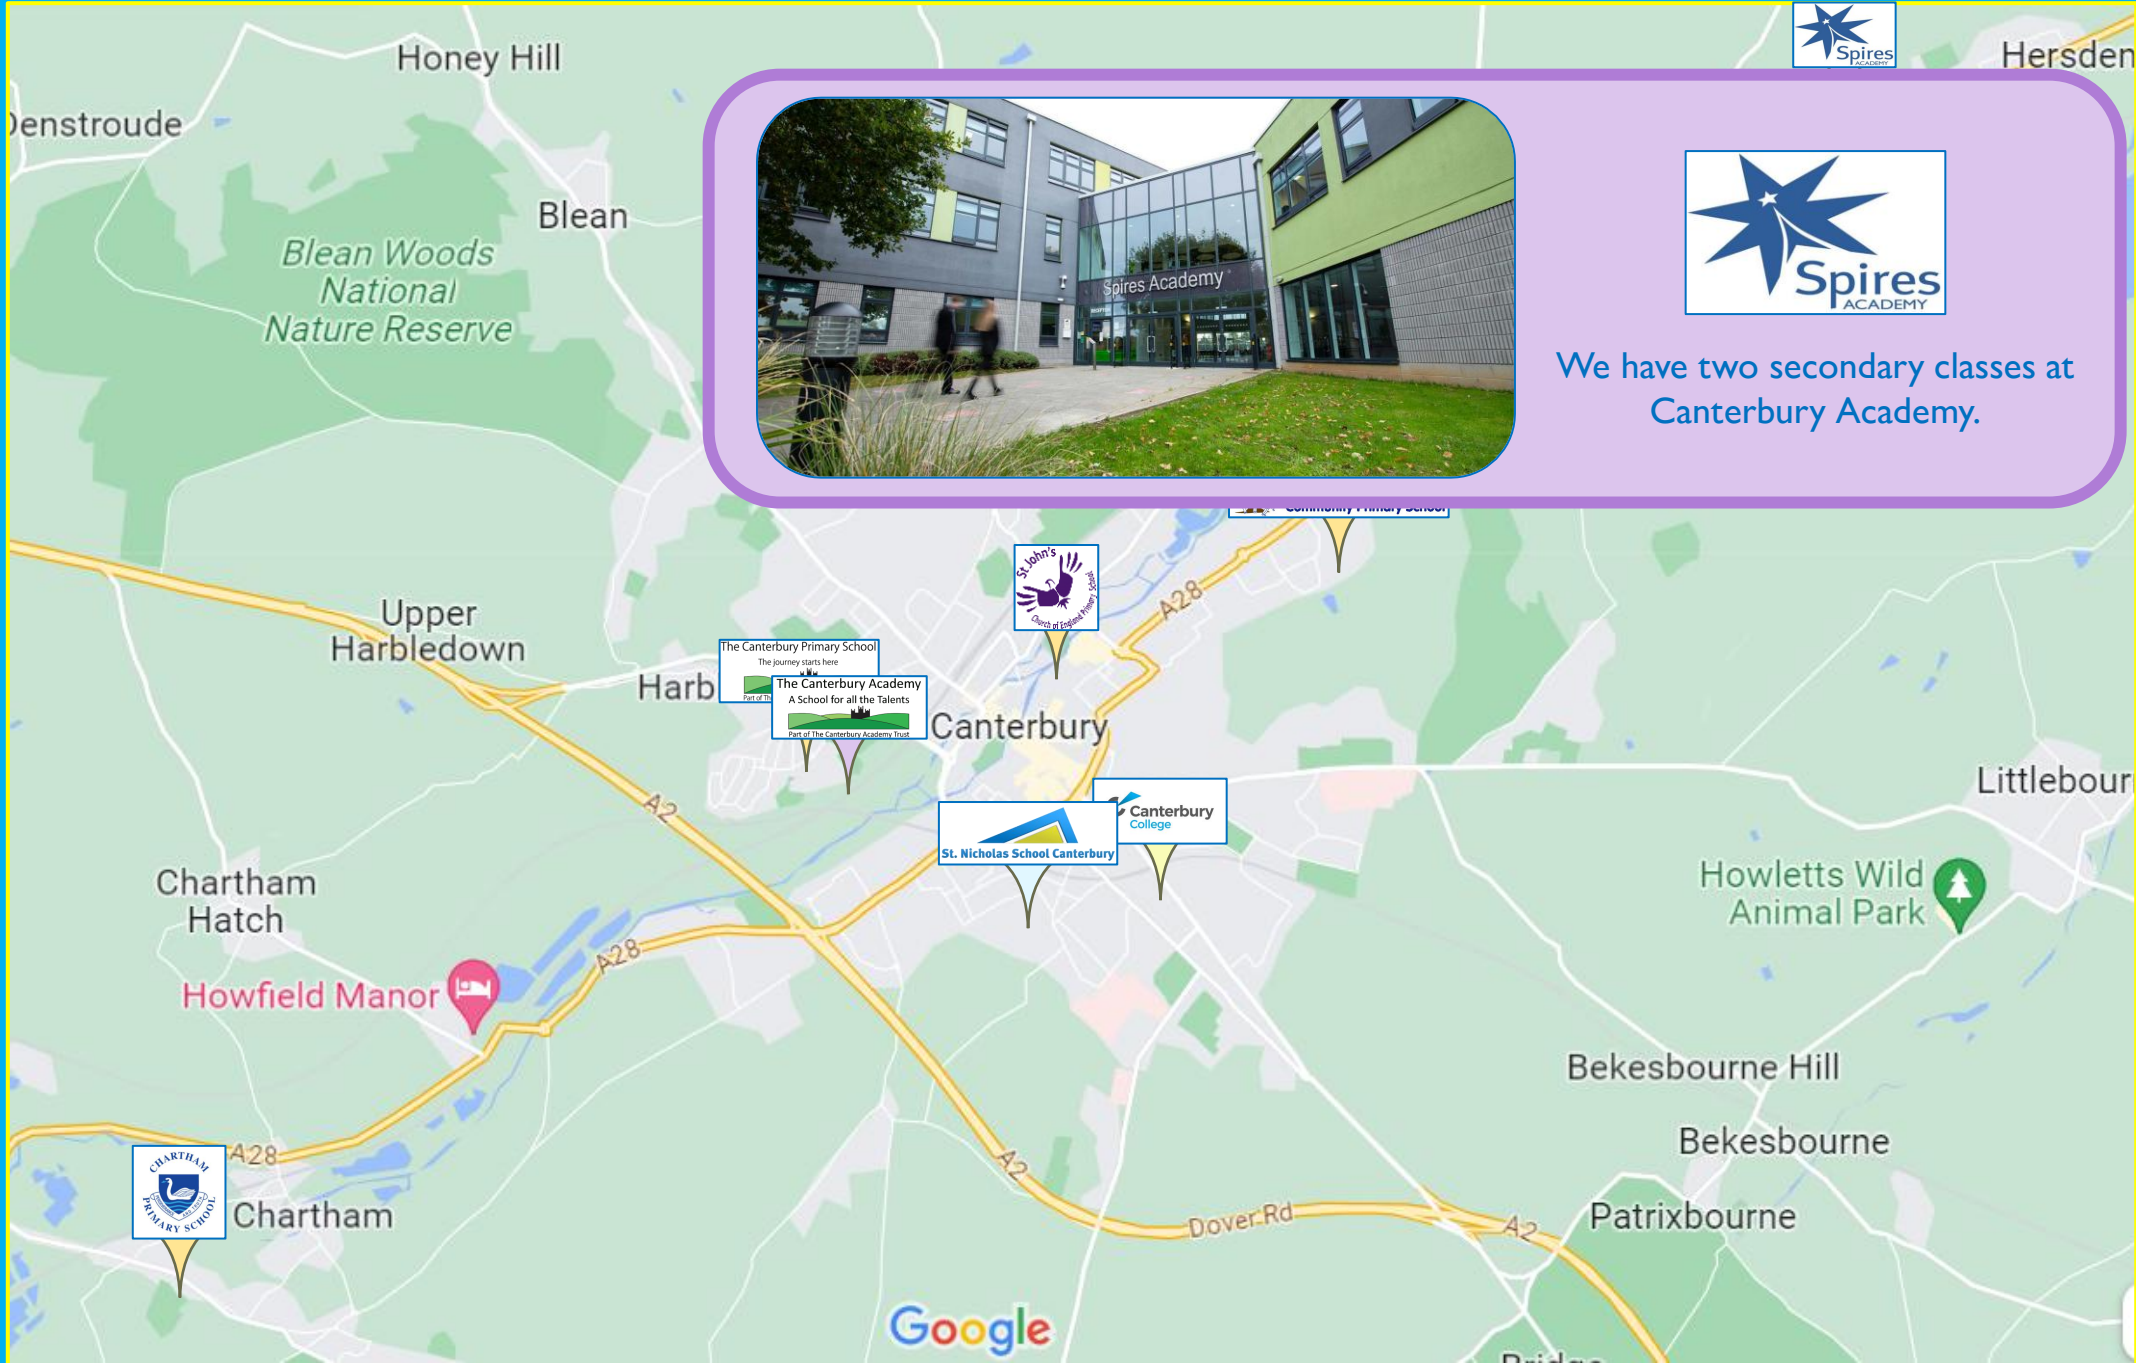 Spires
ACADEMY
Honey Hill
Hersden
Denstroude
Blean
Blean Woods
National
Nature Reserve
Spires Academy
Spires
ACADEMY
We have two secondary classes at
Canterbury Academy.
Community Primary School
St John's
Church of England Primary School
A28
Upper
Harbledown
The Canterbury Primary School
The journey starts here
Part of Th
Harb
The Canterbury Academy
A School for all the Talents
Part of The Canterbury Academy Trust
Canterbury
Littlebour
A2
Canterbury
College
St. Nicholas School Canterbury
Chartham
Hatch
Howletts Wild
Animal Park
A28
Howfield Manor
Bekesbourne Hill
Bekesbourne
A28
A2
CHARTHAM
PRIMARY SCHOOL
Chartham
Dover Rd
A2
Patrixbourne
Google
Bridge